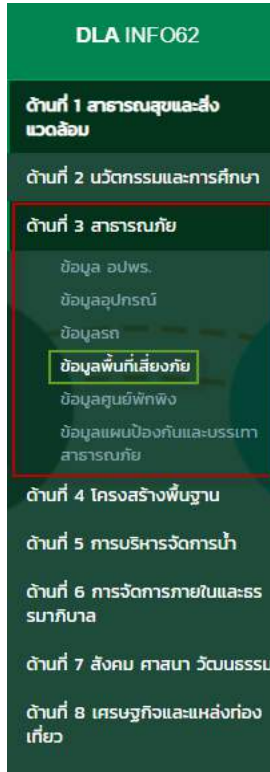 DLA INFO62
ด้านที่ 1 สาธารณสุขและสิ่ง
แวดล้อม
ด้านที่ 2 นวัตกรรมและการศึกษา
ด้านที่ 3 สาธารณภัย
ข้อมูล อปพร.
ข้อมูลอุปกรณ์
ข้อมูลรถ
ข้อมูลพื้นที่เสี่ยงภัย
ข้อมูลศูนย์พักพิง
ข้อมูลแผนป้องกันและบรรเทา
สาธารณภัย
ด้านที่ 4 โครงสร้างพื้นฐาน
ด้านที่ 5 การบริหารจัดการน้ำ
ด้านที่ 6 การจัดการภายในและธร
รมาภิบาล
ด้านที่ 7 สังคม ศาสนา วัฒนธรรม
ด้านที่ 8 เศรษฐกิจและแหล่งท่อง
เที่ยว